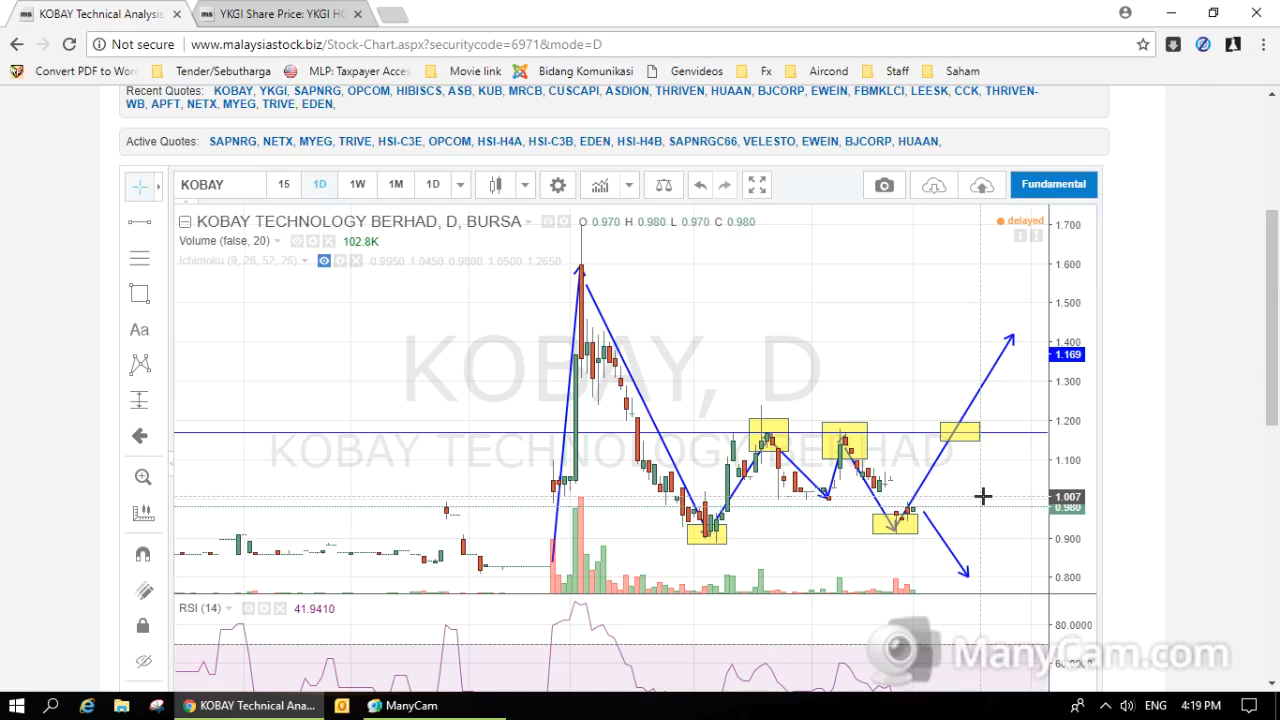 KOBAY Technical Analysis
YKGI Share Price: YKGI HO
Not secure
www.malaysiastock.biz/Stock-Chart.aspx?securitycode=6971&mode=D
Convert PDF to Wor
Tender/Sebutharga
MLP: Taxpayer Acces
Movie link
Bidang Komunikasi
Genvideos
Fx
Aircond
Staff
Saham
Recent Quotes: KOBAY, YKGI, SAPNRG, OPCOM, HIBISCS, ASB, KUB, MRCB, CUSCAPI, ASDION, THRIVEN, HUAAN, BJCORP, EWEIN, FBMKLCI, LEESK, CCK, THRIVEN-
WB, APFT, NETX, MYEG, TRIVE, EDEN,
Active Quotes: SAPNRG, NETX, MYEG, TRIVE, HSI-C3E, OPCOM, HSI-H4A, HSI-C3B, EDEN, HSI-H4B, SAPNRGC66, VELESTO, EWEIN, BJCORP, HUAAN,
KOBAY 15 1D 1W 1M 1D
Fundamental
KOBAY TECHNOLOGY BERHAD, D, BURSA
O 0.970 H 0.980 L 0.970 C 0.980
delayed
Volume (false, 20) 102.8K
Ichimoku (9, 26, 52, 26) 0.9950 1.0450 0.9800 1.0500 1.2650
Aa
KOBAY, D
KOBAY TECHNOLOGY BERHAD
1.700
1.600
1.500
1.400
1.169
1.300
1.200
1.100
1.007
0.980
0.900
0.800
RSI (14) 41.9410
80.0000
60.0000
ManyCam.com
KOBAY Technical Ana...
ManyCam
ENG
4:19 PM